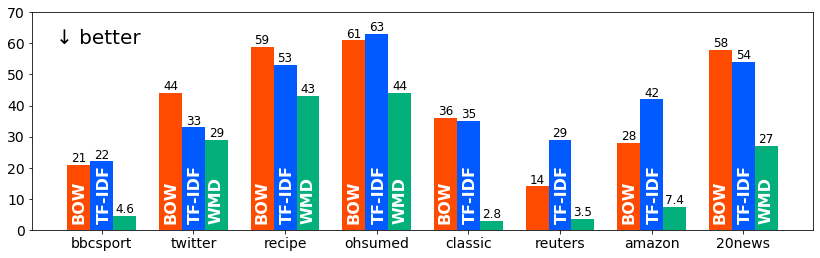 ↓ better
70
60
50
40
30
20
10
0
21 22 4.6
44 33 29
59 53 43
61 63 44
36 35 2.8
14 29 3.5
28 42 7.4
58 54 27
BOW TF-IDF
BOW TF-IDF WMD
BOW TF-IDF WMD
BOW TF-IDF WMD
BOW TF-IDF
TF-IDF
BOW TF-IDF
BOW TF-IDF WMD
bbcsport twitter recipe ohsumed classic reuters amazon 20news